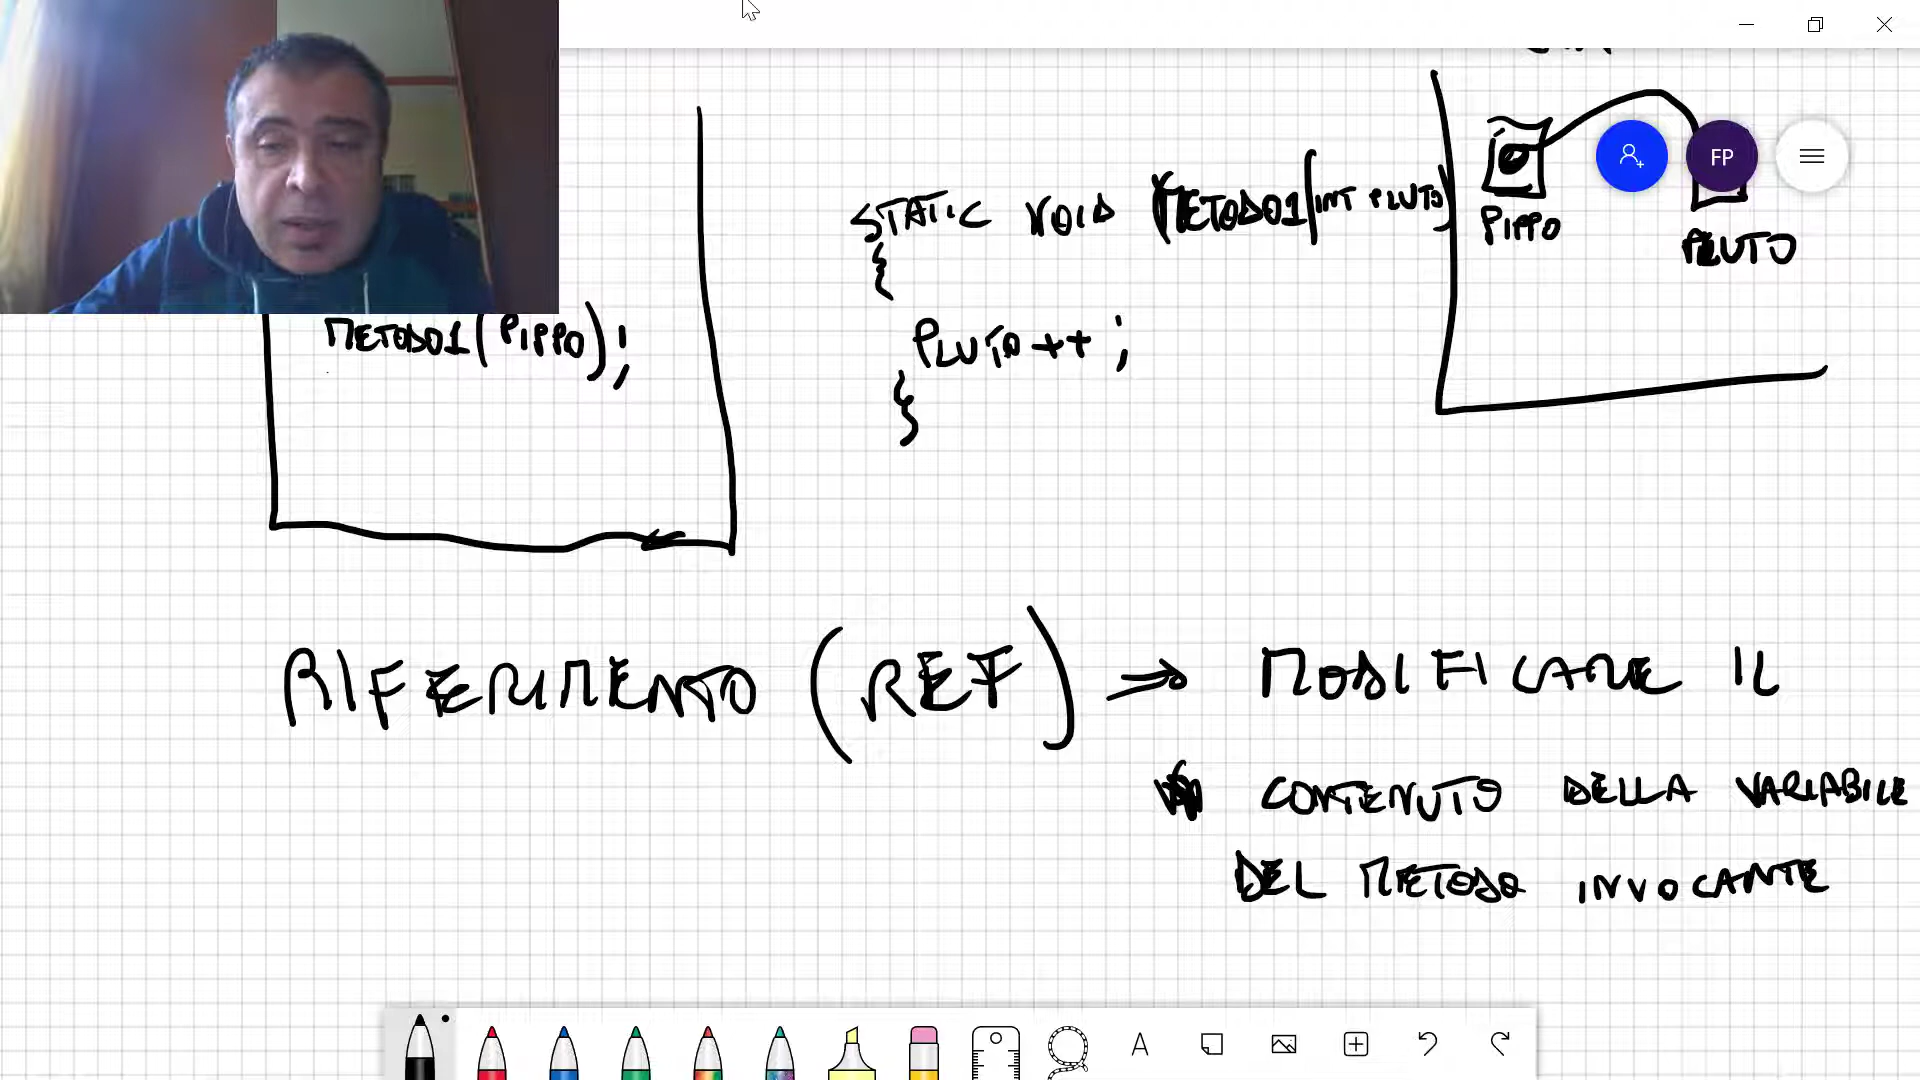 METODO1(PIPPO);
STATIC VOID METODO1(INT PLUTO)
{
PLUTO++;
}
FP
PIPPO
PLUTO
RIFERIMENTO (REF) ⇒ MODIFICARE IL
CONTENUTO DELLA VARIABILE
DEL METODO INVOCANTE
A